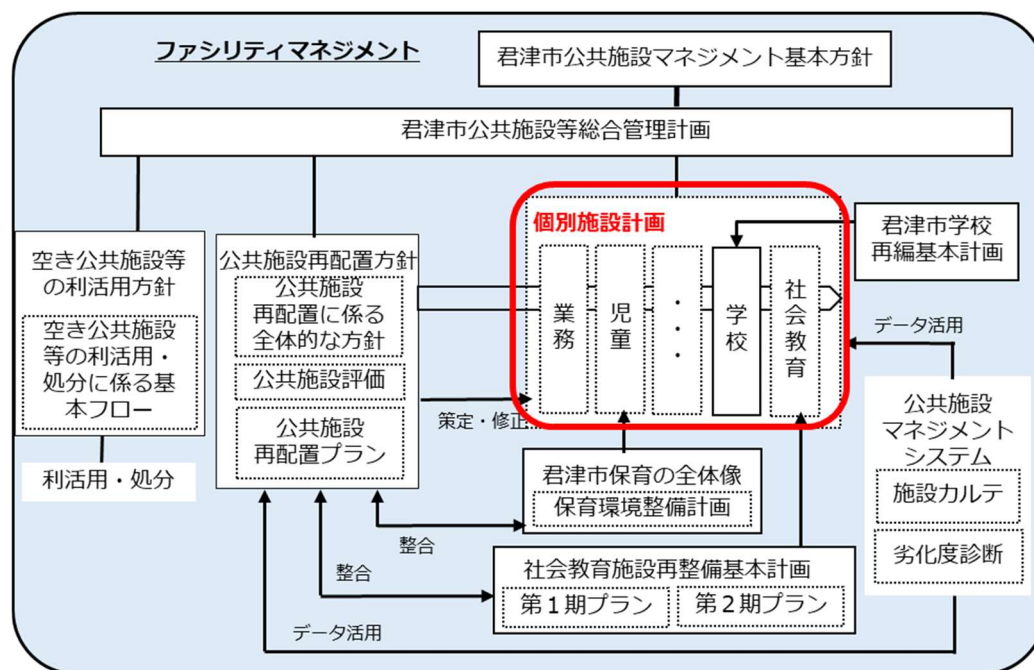 ファシリティマネジメント
君津市公共施設マネジメント基本方針
君津市公共施設等総合管理計画
空き公共施設等
の利活用方針
空き公共施設
等の利活用・
処分に係る基
本フロー
利活用・処分
公共施設再配置方針
公共施設
再配置に係る
全体的な方針
公共施設評価
公共施設
再配置プラン
策定・修正
個別施設計画
業務
児童
・・・
学校
社会教育
君津市学校
再編基本計画
データ活用
公共施設
マネジメント
システム
施設カルテ
劣化度診断
君津市保育の全体像
保育環境整備計画
整合
社会教育施設再整備基本計画
第1期プラン
第2期プラン
整合
データ活用